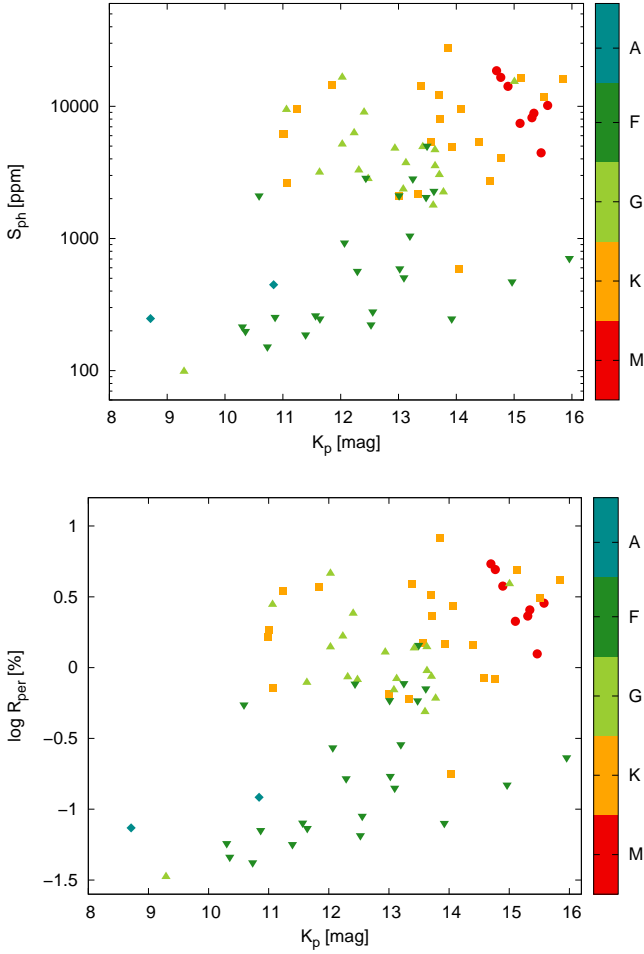 10000
1000
100
S_ph [ppm]
8 9 10 11 12 13 14 15 16
K_p [mag]
A
F
G
K
M
1
0.5
0
−0.5
−1
−1.5
log R_per [%]
8 9 10 11 12 13 14 15 16
K_p [mag]
A
F
G
K
M